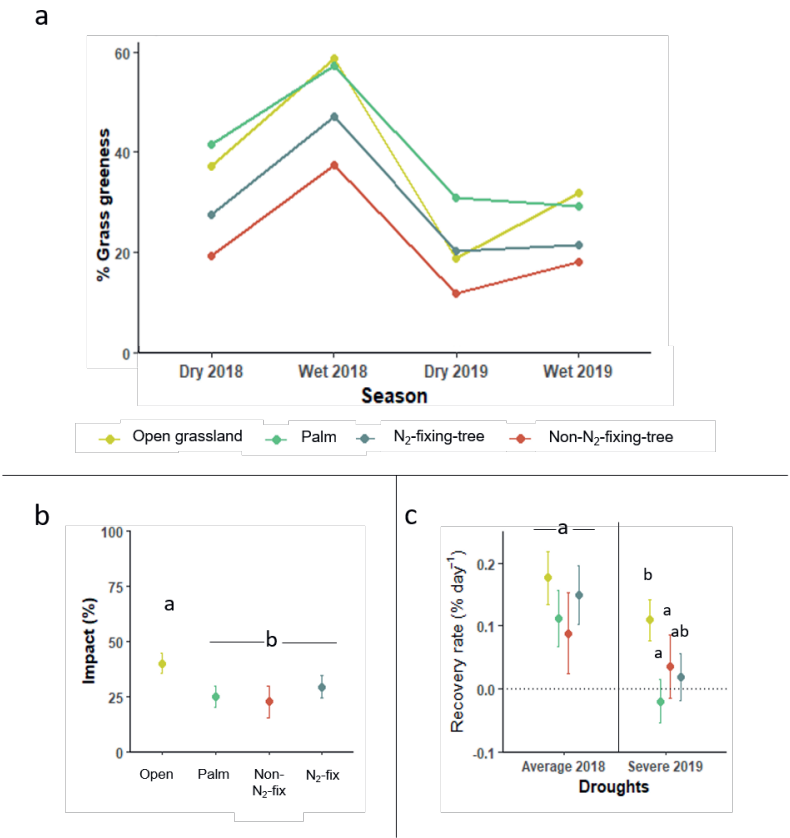 a
60
40
20
0
% Grass greeness
Dry 2018 Wet 2018 Dry 2019 Wet 2019
Season
Open grassland Palm N₂-fixing-tree Non-N₂-fixing-tree
b
100
75
50
25
0
Impact (%)
a
b
Open Palm Non-N₂-fix N₂-fix
c
0.2
0.1
0.0
-0.1
Recovery rate (% day⁻¹)
a
b
a
ab
a
Average 2018 Severe 2019
Droughts